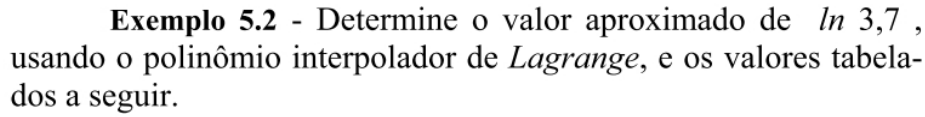 Exemplo 5.2 - Determine o valor aproximado de ln 3,7 ,
usando o polinômio interpolador de Lagrange, e os valores tabela-
dos a seguir.